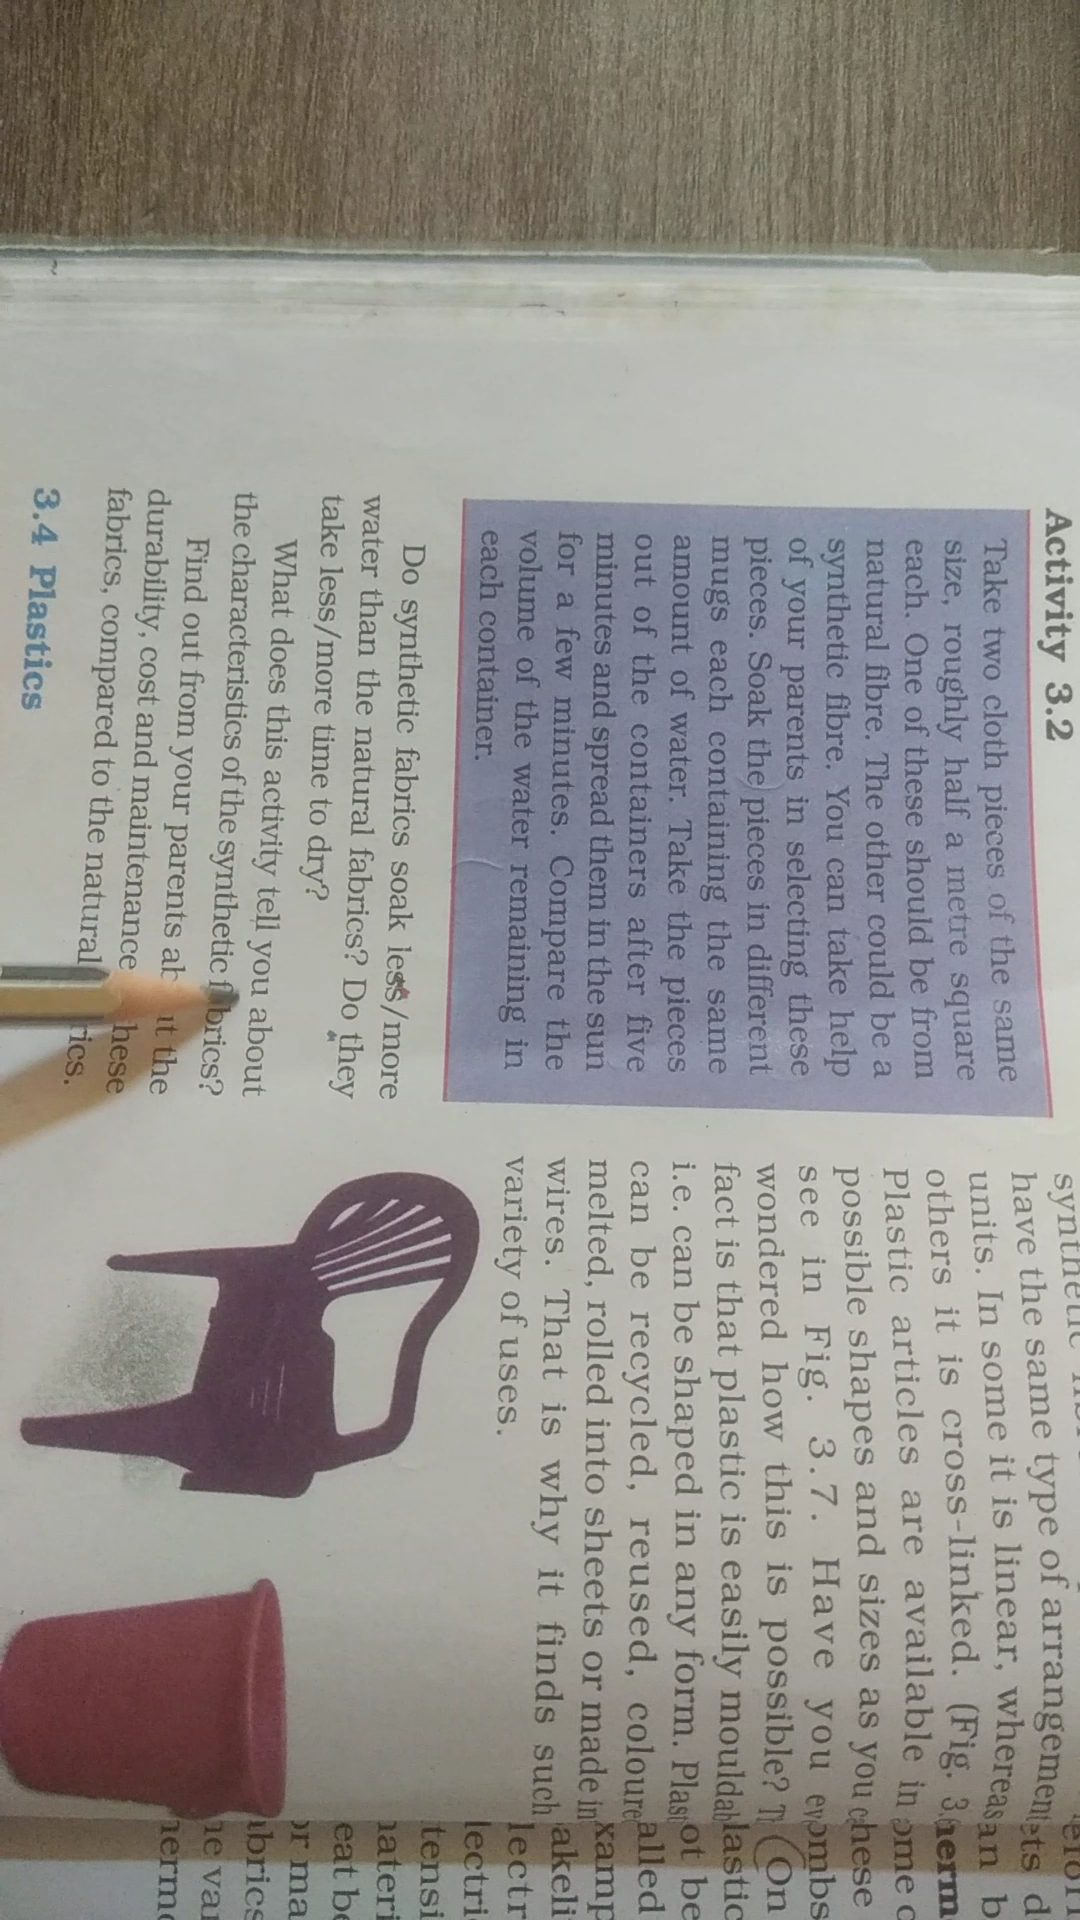 Activity 3.2
Take two cloth pieces of the same
size, roughly half a metre square
each. One of these should be from
natural fibre. The other could be a
synthetic fibre. You can take help
of your parents in selecting these
pieces. Soak the pieces in different
mugs each containing the same
amount of water. Take the pieces
out of the containers after five
minutes and spread them in the sun
for a few minutes. Compare the
volume of the water remaining in
each container.
Do synthetic fabrics soak less/more
water than the natural fabrics? Do they
take less/more time to dry?
What does this activity tell you about
the characteristics of the synthetic fabrics?
Find out from your parents the
durability, cost and maintenance
fabrics, compared to the natural
3.4 Plastics
have the same type of arrangement
units. In some it is linear, whereas
others it is cross-linked. (Fig.
Plastic articles are available in
possible shapes and sizes as you
see in Fig. 3.7. Have you
wondered how this is possible?
fact is that plastic is easily
i.e. can be shaped in any form.
can be recycled, reused,
melted, rolled into sheets or made
wires. That is why it finds such
variety of uses.
On